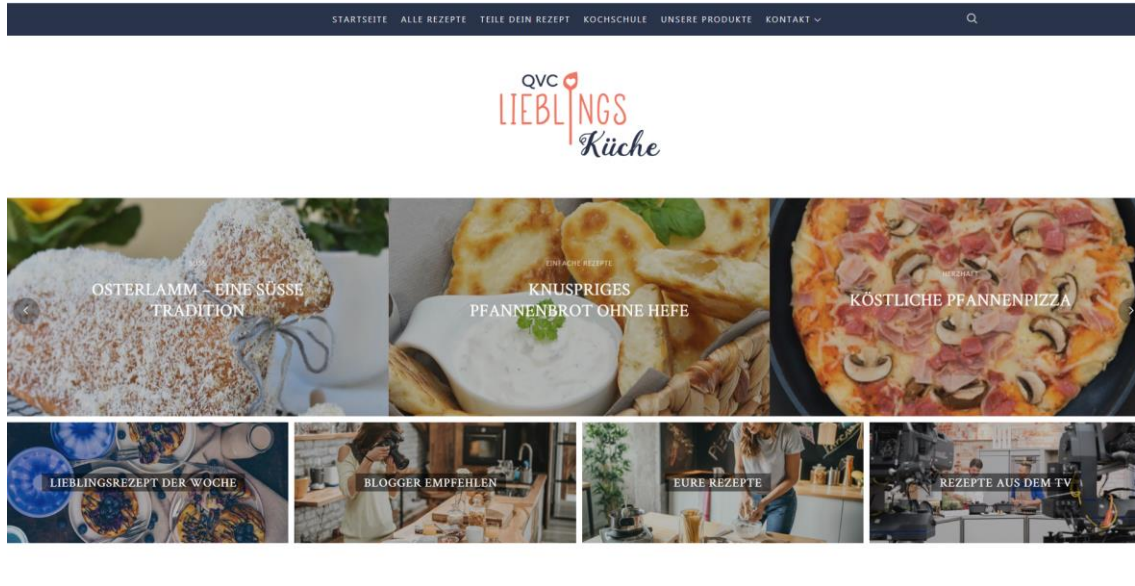 STARTSEITE ALLE REZEPTE TEILE DEIN REZEPT KOCHSCHULE UNSERE PRODUKTE KONTAKT
QVC
LIEBLINGS
Küche
OSTERLAMM – EINE SÜSSE
TRADITION
EINFACHE REZEPTE
KNUSPRIGES
PFANNENBROT OHNE HEFE
HERZHAFT
KÖSTLICHE PFANNENPIZZA
LIEBLINGSREZEPT DER WOCHE
BLOGGER EMPFEHLEN
EURE REZEPTE
REZEPTE AUS DEM TV